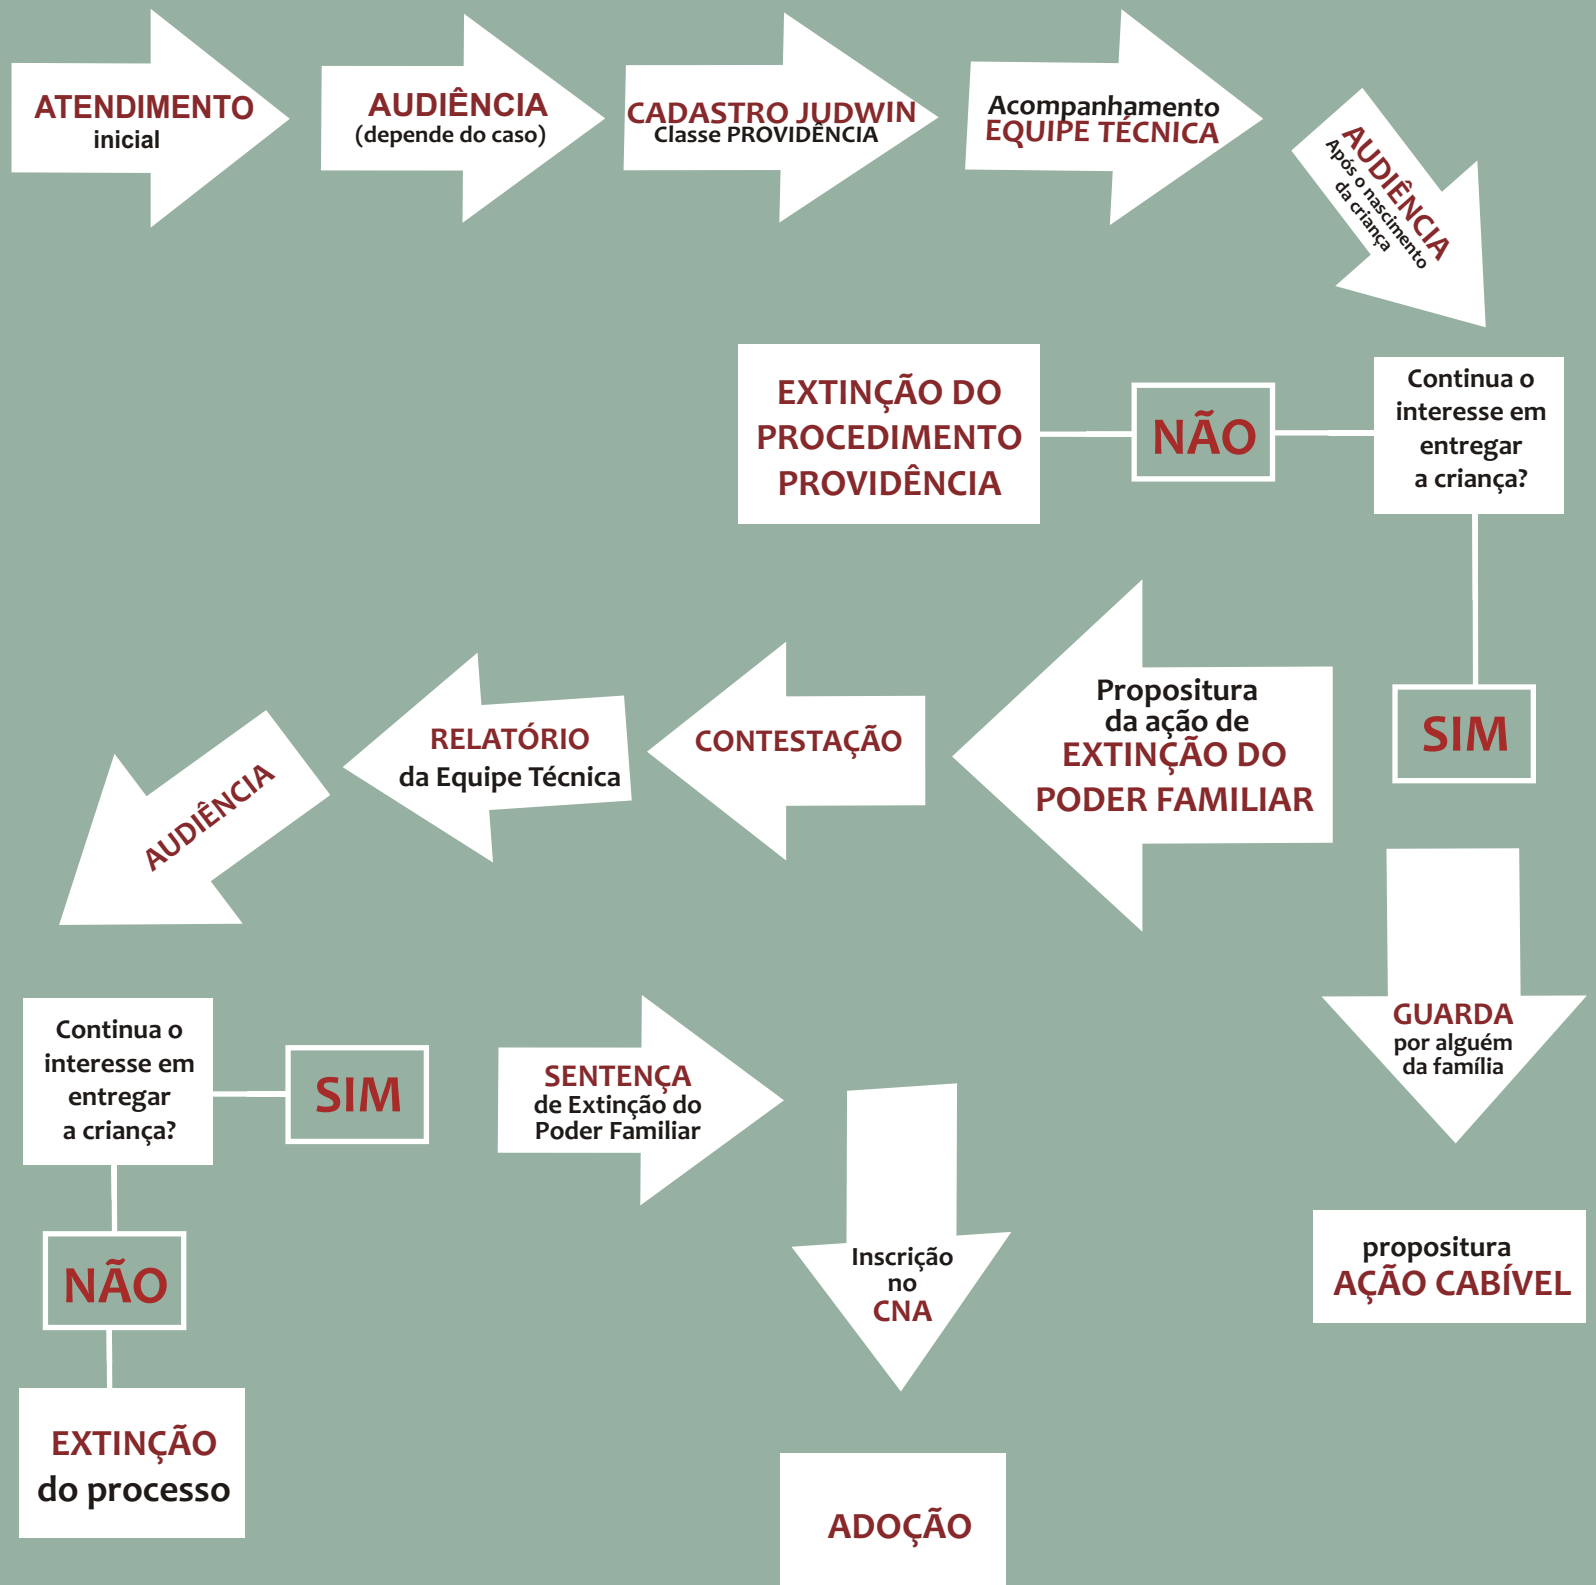 ATENDIMENTO
inicial
AUDIÊNCIA
(depende do caso)
CADASTRO JUDWIN
Classe PROVIDÊNCIA
Acompanhamento
EQUIPE TÉCNICA
AUDIÊNCIA
Após o nascimento
da criança
Continua o
interesse em
entregar
a criança?
NÃO
EXTINÇÃO DO
PROCEDIMENTO
PROVIDÊNCIA
SIM
Propositura
da ação de
EXTINÇÃO DO
PODER FAMILIAR
CONTESTAÇÃO
RELATÓRIO
da Equipe Técnica
AUDIÊNCIA
GUARDA
por alguém
da família
propositura
AÇÃO CABÍVEL
Continua o
interesse em
entregar
a criança?
SIM
SENTENÇA
de Extinção do
Poder Familiar
Inscrição
no
CNA
ADOÇÃO
NÃO
EXTINÇÃO
do processo